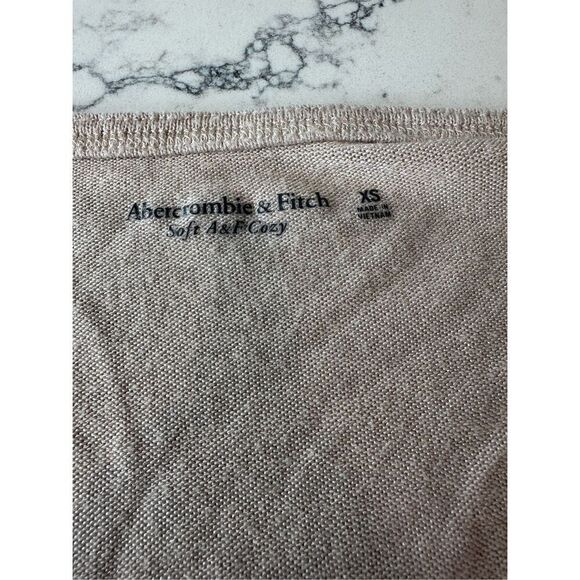 Abercrombie & Fitch
Soft A&F Cozy
XS
MADE IN
VIETNAM